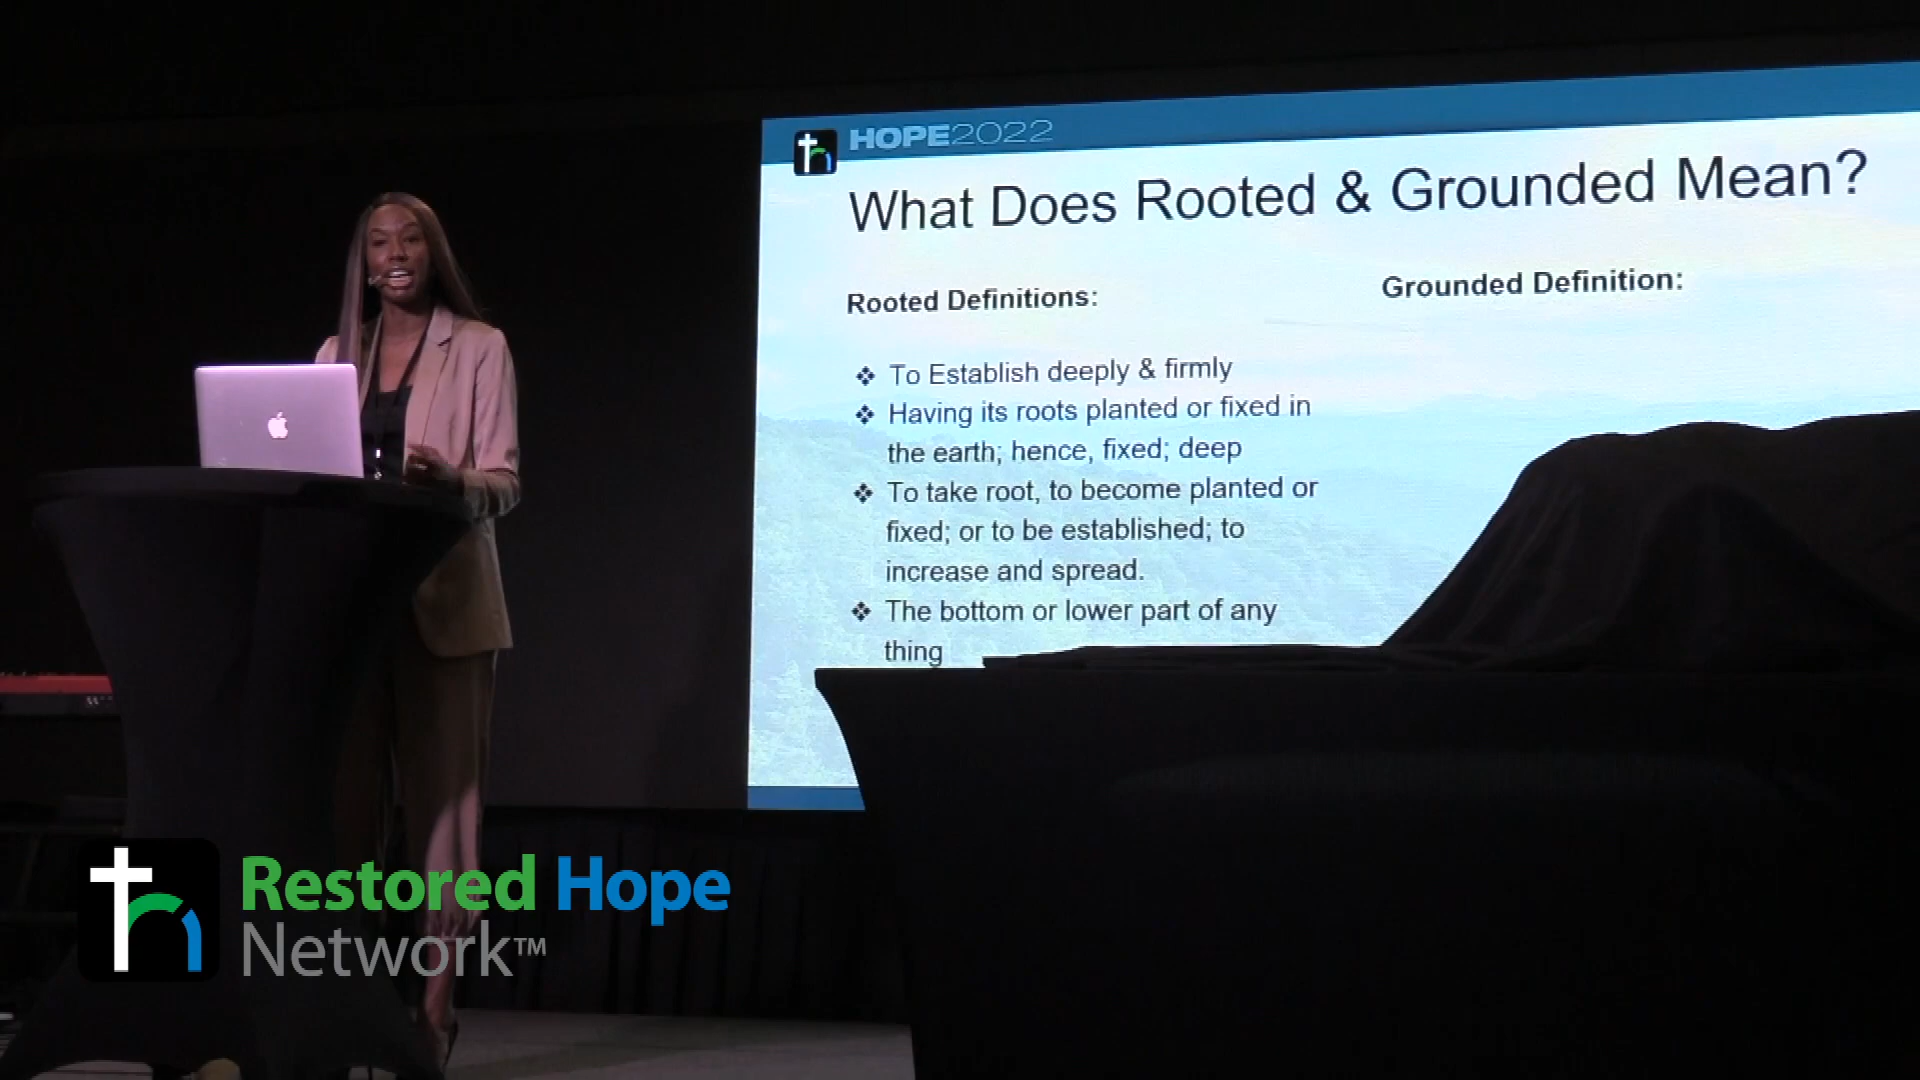 HOPE2022
What Does Rooted & Grounded Mean?
Rooted Definitions:
Grounded Definition:
❖ To Establish deeply & firmly
❖ Having its roots planted or fixed in
the earth; hence, fixed; deep
❖ To take root, to become planted or
fixed; or to be established; to
increase and spread.
❖ The bottom or lower part of any
thing
Restored Hope
Network™